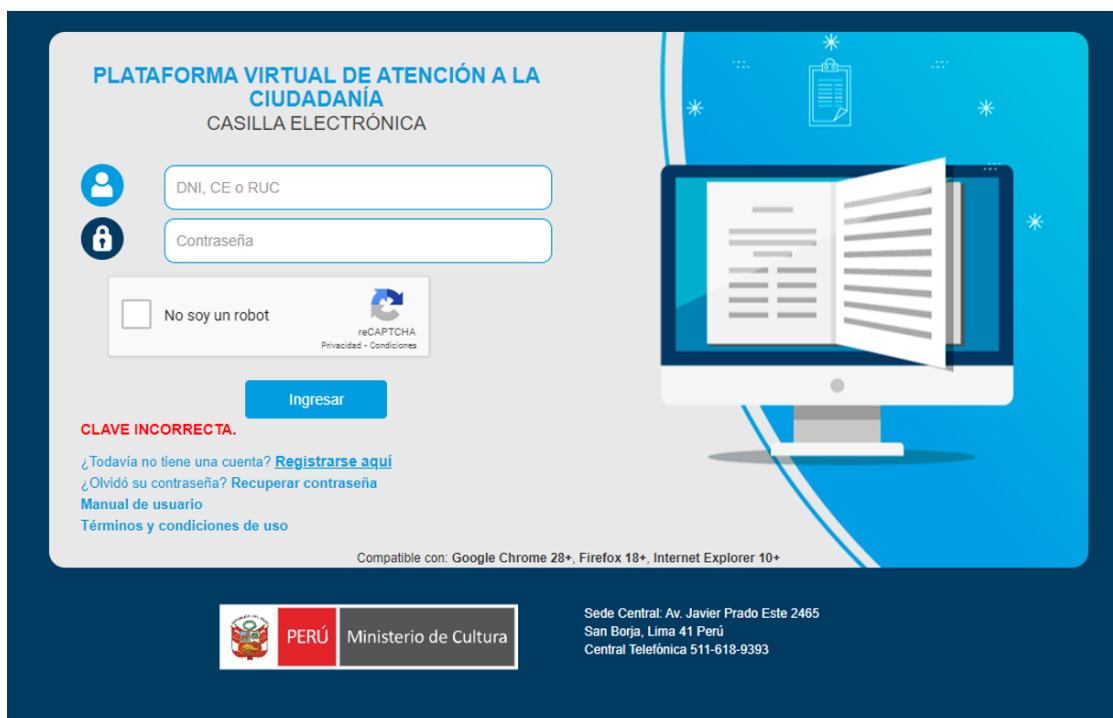 PLATAFORMA VIRTUAL DE ATENCIÓN A LA
CIUDADANÍA
CASILLA ELECTRÓNICA
DNI, CE o RUC
Contraseña
No soy un robot
reCAPTCHA
Privacidad - Condiciones
Ingresar
CLAVE INCORRECTA.
¿Todavía no tiene una cuenta? Registrarse aquí
¿Olvidó su contraseña? Recuperar contraseña
Manual de usuario
Términos y condiciones de uso
Compatible con: Google Chrome 28+, Firefox 18+, Internet Explorer 10+
PERÚ Ministerio de Cultura
Sede Central: Av. Javier Prado Este 2465
San Borja, Lima 41 Perú
Central Telefónica 511-618-9393